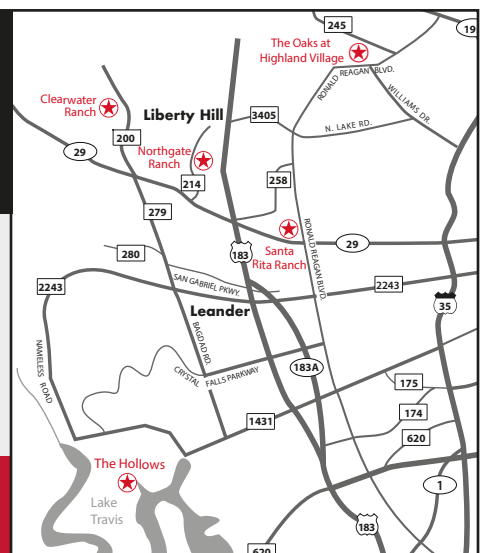 245
19
The Oaks at
Highland Village
RONALD REAGAN BLVD.
WILLIAMS DR.
Clearwater
Ranch
Liberty Hill
3405
N. LAKE RD.
200
29
Northgate
Ranch
214
258
279
RONALD REAGAN BLVD.
29
280
183
Santa
Rita Ranch
2243
SAN GABRIEL PKWY.
2243
Leander
35
NAMELESS ROAD
BAGDAD RD.
CRYSTAL FALLS PARKWAY
183A
175
174
1431
620
The Hollows
Lake
Travis
1
183
620